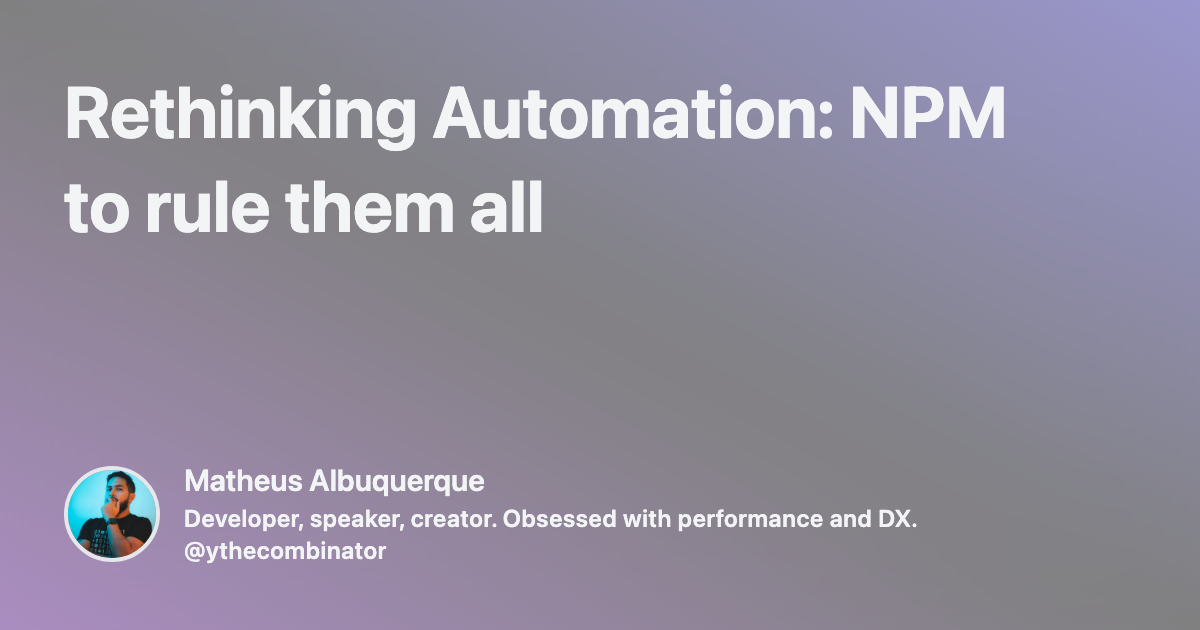 Rethinking Automation: NPM
to rule them all
Matheus Albuquerque
Developer, speaker, creator. Obsessed with performance and DX.
@ythecombinator